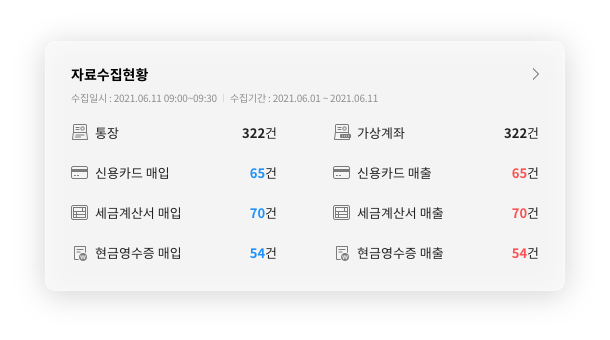 자료수집현황
수집일시 : 2021.06.11 09:00~09:30 | 수집기간 : 2021.06.01 ~ 2021.06.11
통장 322건 가상계좌 322건
신용카드 매입 65건 신용카드 매출 65건
세금계산서 매입 70건 세금계산서 매출 70건
현금영수증 매입 54건 현금영수증 매출 54건